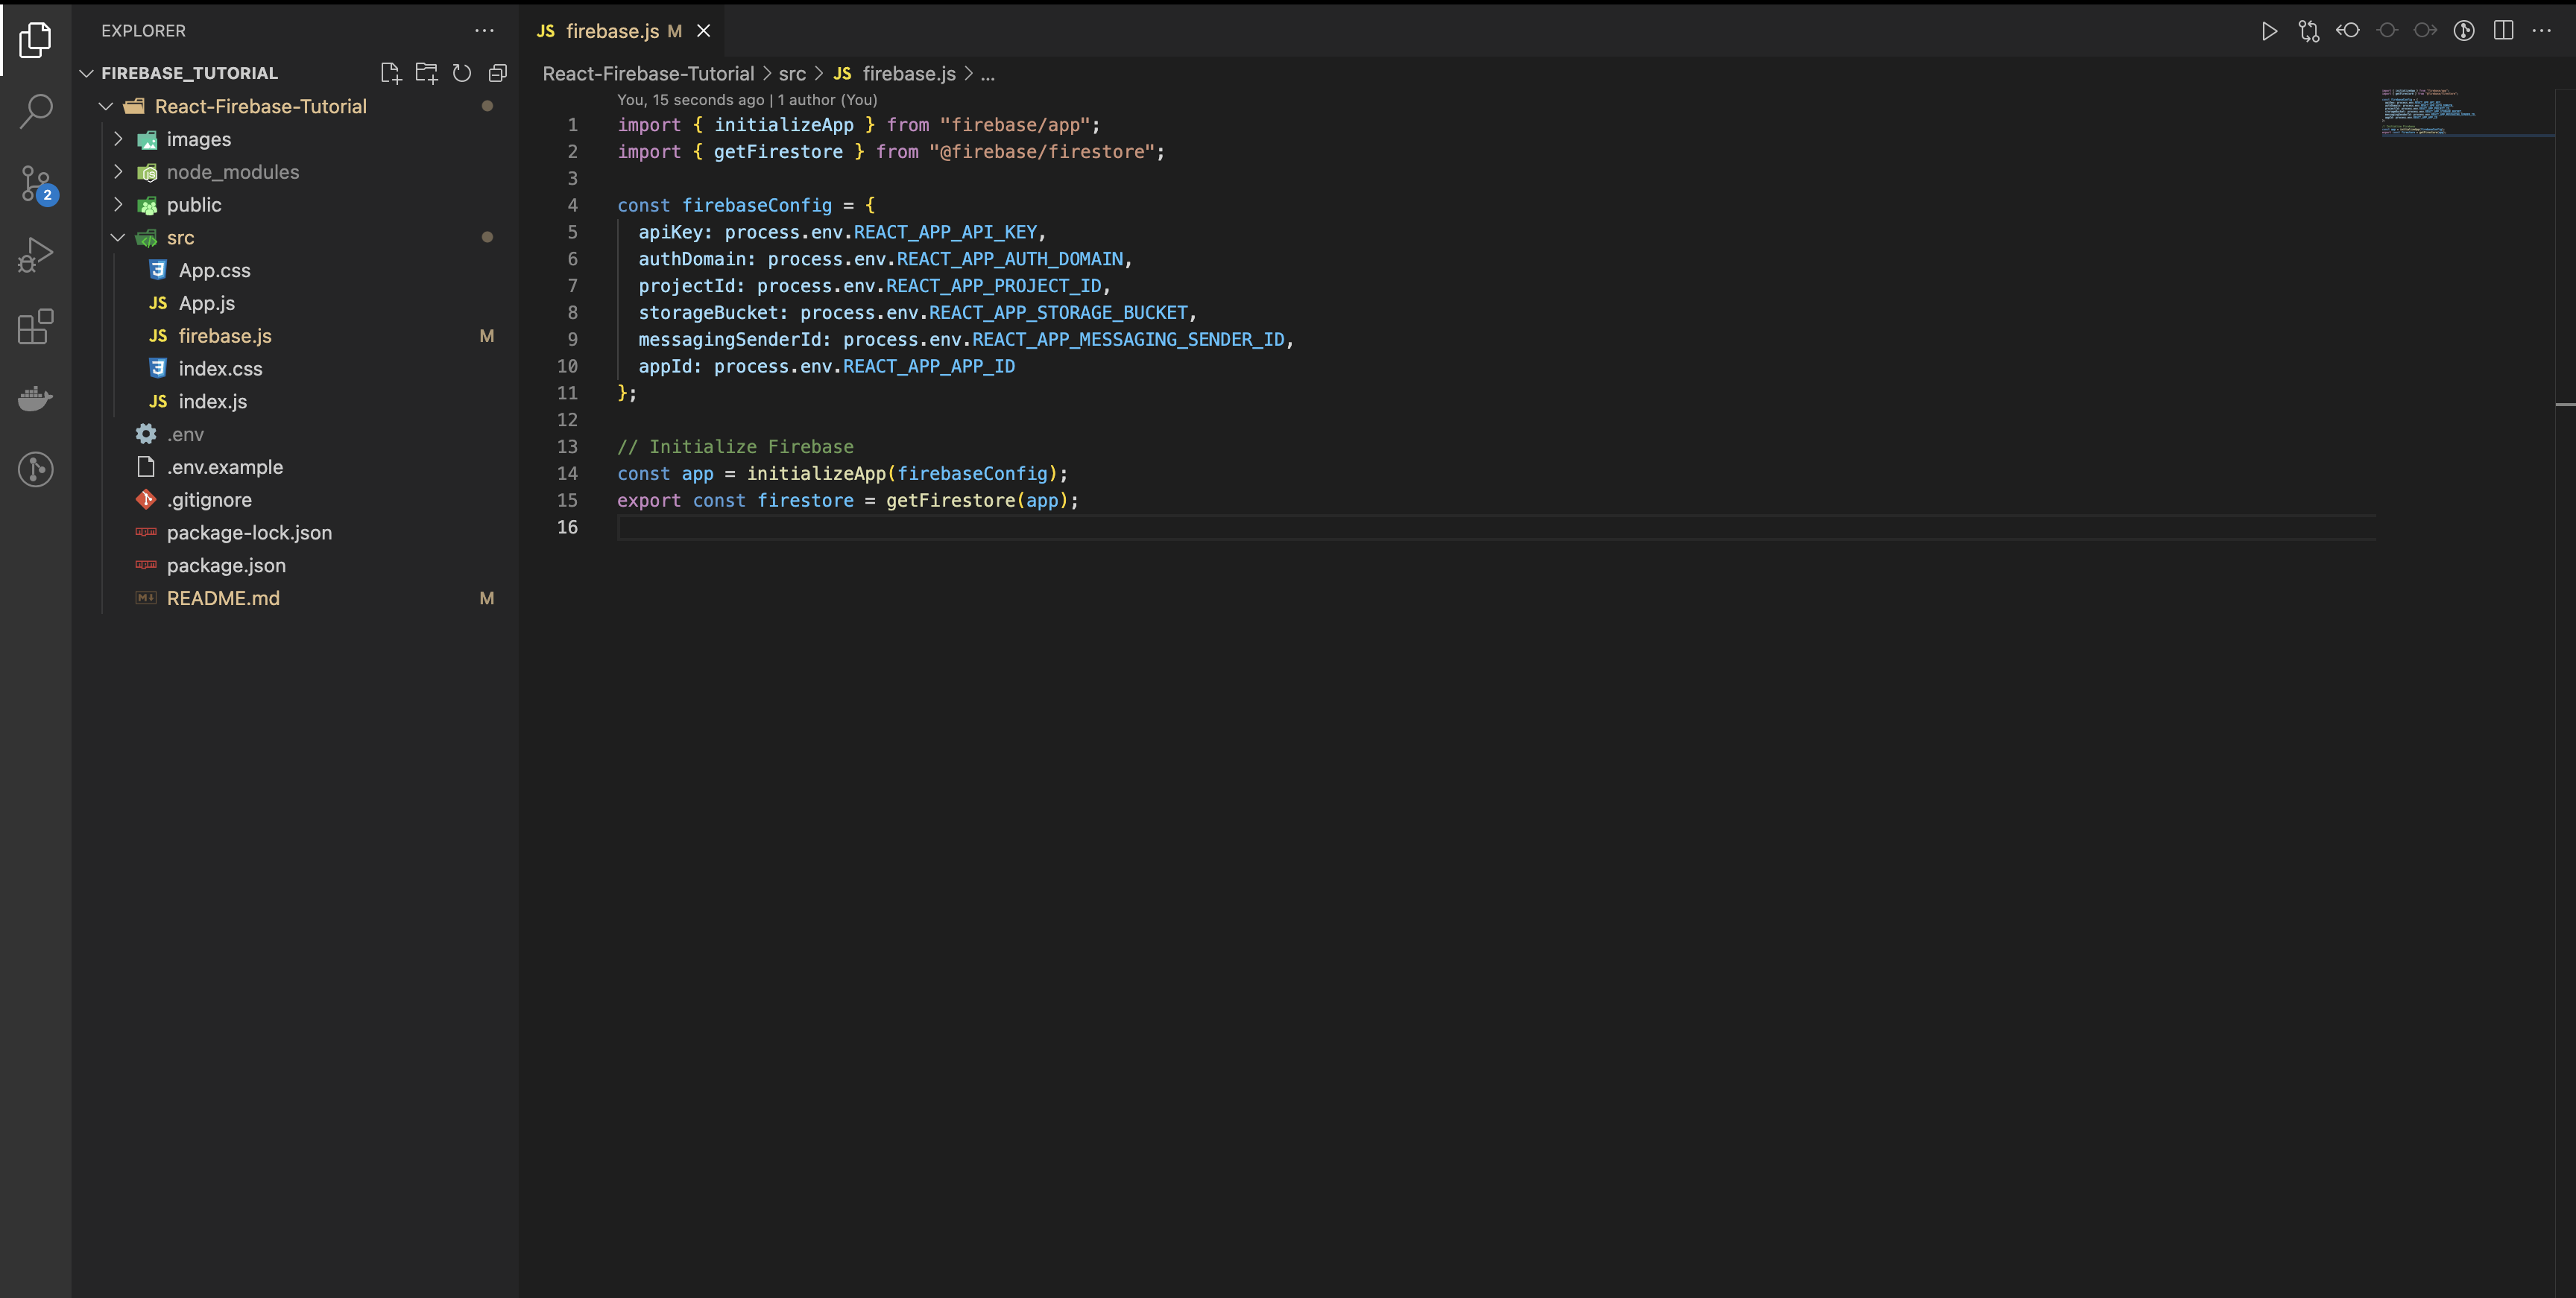 EXPLORER
FIREBASE_TUTORIAL
React-Firebase-Tutorial
images
node_modules
public
src
App.css
JS App.js
JS firebase.js M
index.css
JS index.js
.env
.env.example
.gitignore
package-lock.json
package.json
README.md M
2
JS firebase.js M
React-Firebase-Tutorial > src > JS firebase.js > ...
You, 15 seconds ago | 1 author (You)
1 import { initializeApp } from "firebase/app";
2 import { getFirestore } from "@firebase/firestore";
3
4 const firebaseConfig = {
5 apiKey: process.env.REACT_APP_API_KEY,
6 authDomain: process.env.REACT_APP_AUTH_DOMAIN,
7 projectId: process.env.REACT_APP_PROJECT_ID,
8 storageBucket: process.env.REACT_APP_STORAGE_BUCKET,
9 messagingSenderId: process.env.REACT_APP_MESSAGING_SENDER_ID,
10 appId: process.env.REACT_APP_APP_ID
11 };
12
13 // Initialize Firebase
14 const app = initializeApp(firebaseConfig);
15 export const firestore = getFirestore(app);
16